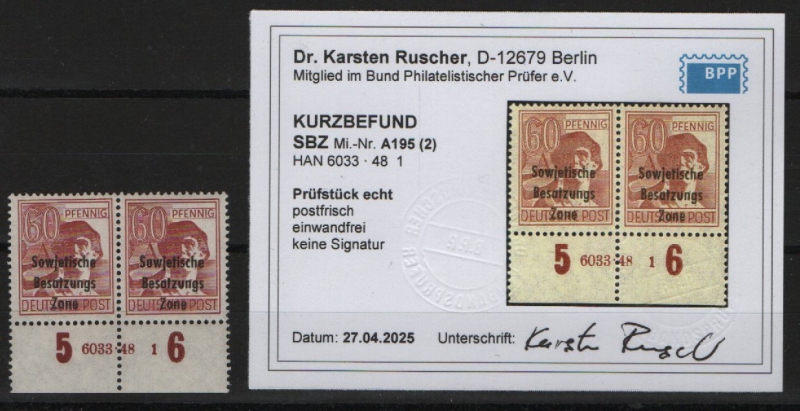 60 PFENNIG 60 PFENNIG
Sowjetische Sowjetische
Besatzungs Besatzungs
Zone Zone
DEUTSCHE POST DEUTSCHE POST
5 6033·48 1 6
Dr. Karsten Ruscher, D-12679 Berlin
Mitglied im Bund Philatelistischer Prüfer e.V.
BPP
KURZBEFUND
SBZ Mi.-Nr. A195 (2)
HAN 6033 · 48 1
Prüfstück echt
postfrisch
einwandfrei
keine Signatur
60 PFENNIG 60 PFENNIG
Sowjetische Sowjetische
Besatzungs Besatzungs
Zone Zone
DEUTSCHE POST DEUTSCHE POST
5 6033·48 1 6
Datum: 27.04.2025 Unterschrift: Karsten Ruscher